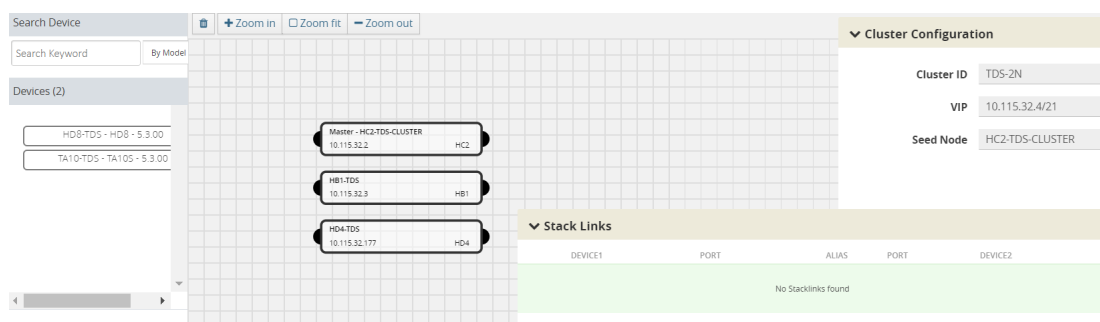 Search Device
Search Keyword
By Model
Devices (2)
HD8-TDS - HD8 - 5.3.00
TA10-TDS - TA10S - 5.3.00
Zoom in
Zoom fit
Zoom out
Master - HC2-TDS-CLUSTER
10.115.32.2 HC2
HB1-TDS
10.115.32.3 HB1
HD4-TDS
10.115.32.177 HD4
Cluster Configuration
Cluster ID TDS-2N
VIP 10.115.32.4/21
Seed Node HC2-TDS-CLUSTER
Stack Links
DEVICE1 PORT ALIAS PORT DEVICE2
No Stacklinks found